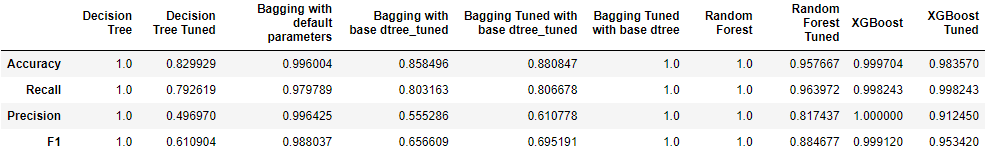 Decision Tree Decision Tree Tuned Bagging with default parameters Bagging with base dtree_tuned Bagging Tuned with base dtree_tuned Bagging Tuned with base dtree Random Forest Random Forest Tuned XGBoost XGBoost Tuned
Accuracy 1.0 0.829929 0.996004 0.858496 0.880847 1.0 1.0 0.957667 0.999704 0.983570
Recall 1.0 0.792619 0.979789 0.803163 0.806678 1.0 1.0 0.963972 0.998243 0.998243
Precision 1.0 0.496970 0.996425 0.555286 0.610778 1.0 1.0 0.817437 1.000000 0.912450
F1 1.0 0.610904 0.988037 0.656609 0.695191 1.0 1.0 0.884677 0.999120 0.953420